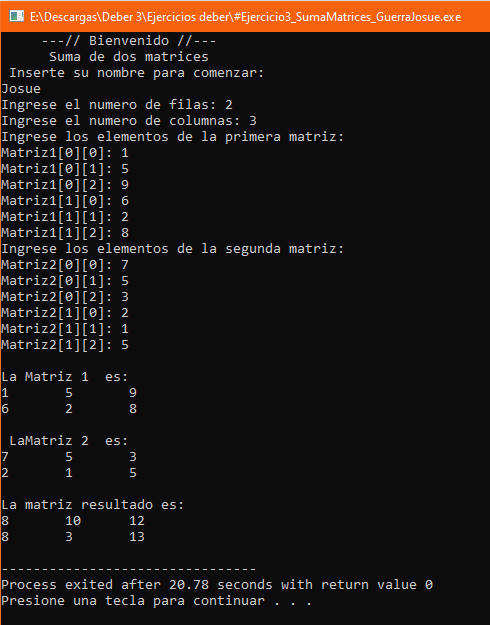 E:\Descargas\Deber 3\Ejercicios deber\#Ejercicio3_SumaMatrices_GuerraJosue.exe
---// Bienvenido //---
Suma de dos matrices
Inserte su nombre para comenzar:
Josue
Ingrese el numero de filas: 2
Ingrese el numero de columnas: 3
Ingrese los elementos de la primera matriz:
Matriz1[0][0]: 1
Matriz1[0][1]: 5
Matriz1[0][2]: 9
Matriz1[1][0]: 6
Matriz1[1][1]: 2
Matriz1[1][2]: 8
Ingrese los elementos de la segunda matriz:
Matriz2[0][0]: 7
Matriz2[0][1]: 5
Matriz2[0][2]: 3
Matriz2[1][0]: 2
Matriz2[1][1]: 1
Matriz2[1][2]: 5
La Matriz 1  es:
1 5 9
6 2 8
LaMatriz 2  es:
7 5 3
2 1 5
La matriz resultado es:
8 10 12
8 3 13
--------------------------------
Process exited after 20.78 seconds with return value 0
Presione una tecla para continuar . . .